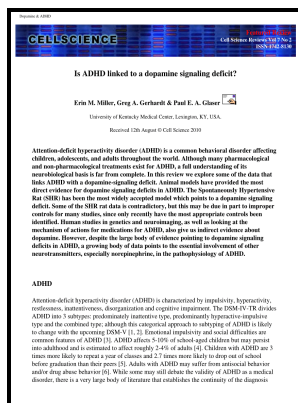 Dopamine & ADHD
CELLSCIENCE
Cell Science Reviews Vol 7 No 2
ISSN 1742-8130
Is ADHD linked to a dopamine signaling deficit?
Erin M. Miller, Greg A. Gerhardt & Paul E. A. Glaser
University of Kentucky Medical Center, Lexington, KY, USA.
Received 12th August © Cell Science 2010
Attention-deficit hyperactivity disorder (ADHD) is a common behavioral disorder affecting
children, adolescents, and adults throughout the world. Although many pharmacological
and non-pharmacological treatments exist for ADHD, a full understanding of its
neurobiological basis is far from complete. In this review we explore some of the data that
links ADHD with a dopamine-signaling deficit. Animal models have provided the most
direct evidence for dopamine signaling deficits in ADHD. The Spontaneously Hypertensive
Rat (SHR) has been the most widely accepted model which points to a dopamine signaling
deficit. Some of the SHR rat data is contradictory, but this may be due in part to improper
controls for many studies, since only recently have the most appropriate controls been
identified. Human studies in genetics and neuroimaging, as well as looking at the
mechanism of actions for medications for ADHD, also give us indirect evidence about
dopamine. However, despite the large body of evidence pointing to dopamine signaling
deficits in ADHD, a growing body of data points to the essential involvement of other
neurotransmitters, especially norepinephrine, in the pathophysiology of ADHD.
ADHD
Attention-deficit hyperactivity disorder (ADHD) is characterized by impulsivity, hyperactivity,
restlessness, inattentiveness, disorganization and cognitive impairment. The DSM-IV-TR divides
ADHD into 3 subtypes: predominantly inattentive type, predominantly hyperactive-impulsive
type and the combined type; although this categorical approach to subtyping of ADHD is likely
to change with the upcoming DSM-V [1, 2]. Emotional impulsivity and social difficulties are
common features of ADHD [3]. ADHD affects 5-10% of school-aged children but may persist
into adulthood and is estimated to affect roughly 2-4% of adults [4]. Children with ADHD are 3
times more likely to repeat a year of classes and 2.7 times more likely to drop out of school
before graduation than their peers [5]. Adults with ADHD may suffer from antisocial behavior
and/or drug abuse behavior [6]. While some may still debate the validity of ADHD as a medical
disorder, there is a very large body of literature that establishes the continuity of the diagnosis